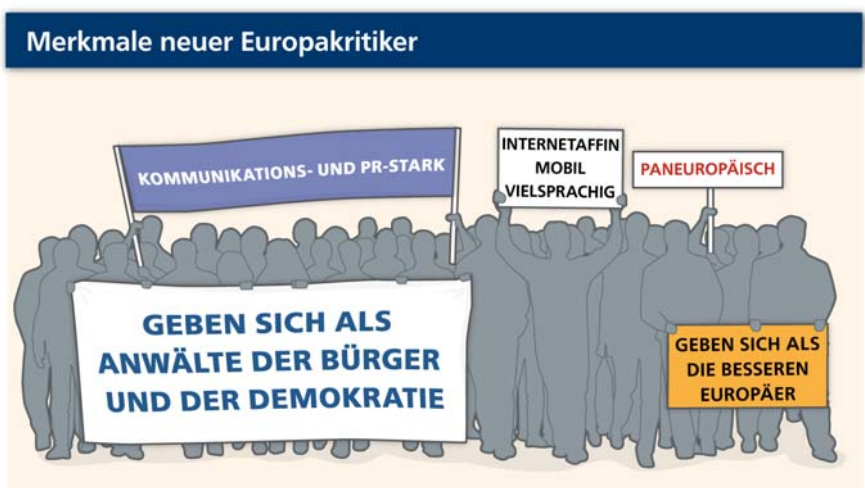 Merkmale neuer Europakritiker
KOMMUNIKATIONS- UND PR-STARK
INTERNETAFFIN
MOBIL
VIELSPRACHIG
PANEUROPÄISCH
GEBEN SICH ALS
ANWÄLTE DER BÜRGER
UND DER DEMOKRATIE
GEBEN SICH ALS
DIE BESSEREN
EUROPÄER